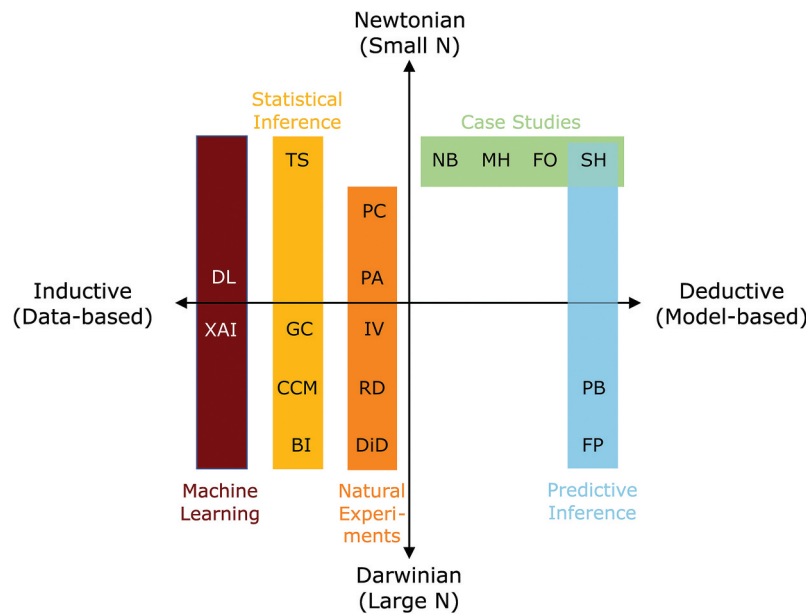 Newtonian
(Small N)
Statistical
Inference
Case Studies
TS
NB MH FO SH
PC
DL
PA
Inductive
(Data-based)
Deductive
(Model-based)
XAI
GC
IV
CCM
RD
PB
BI
DiD
FP
Machine
Learning
Natural
Experi-
ments
Predictive
Inference
Darwinian
(Large N)